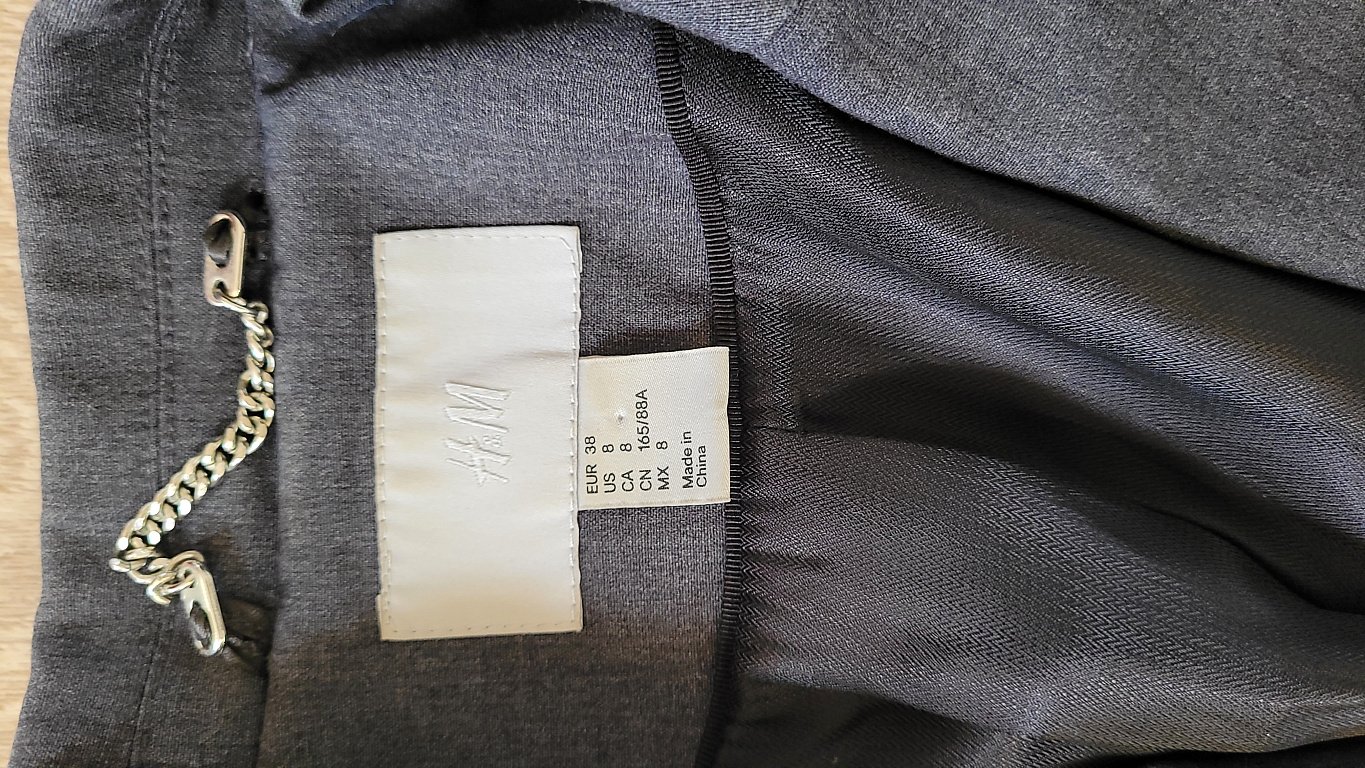 H&M
EUR 38
US 8
CA 8
CN 165/88A
MX 8
Made in
China